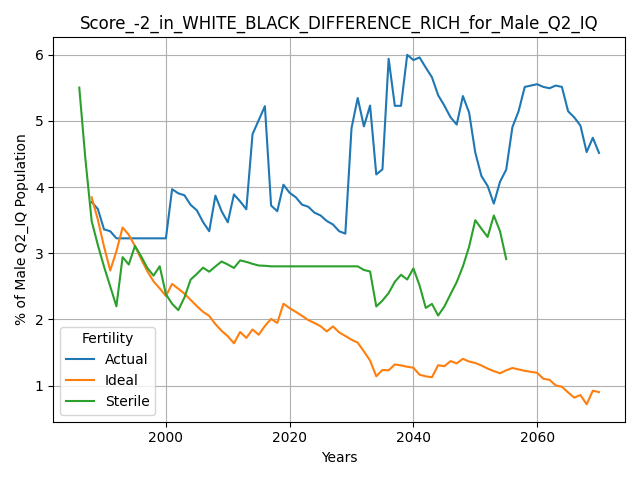 Score_-2_in_WHITE_BLACK_DIFFERENCE_RICH_for_Male_Q2_IQ
% of Male Q2_IQ Population
6
5
4
3
2
1
Fertility
Actual
Ideal
Sterile
2000
2020
2040
2060
Years